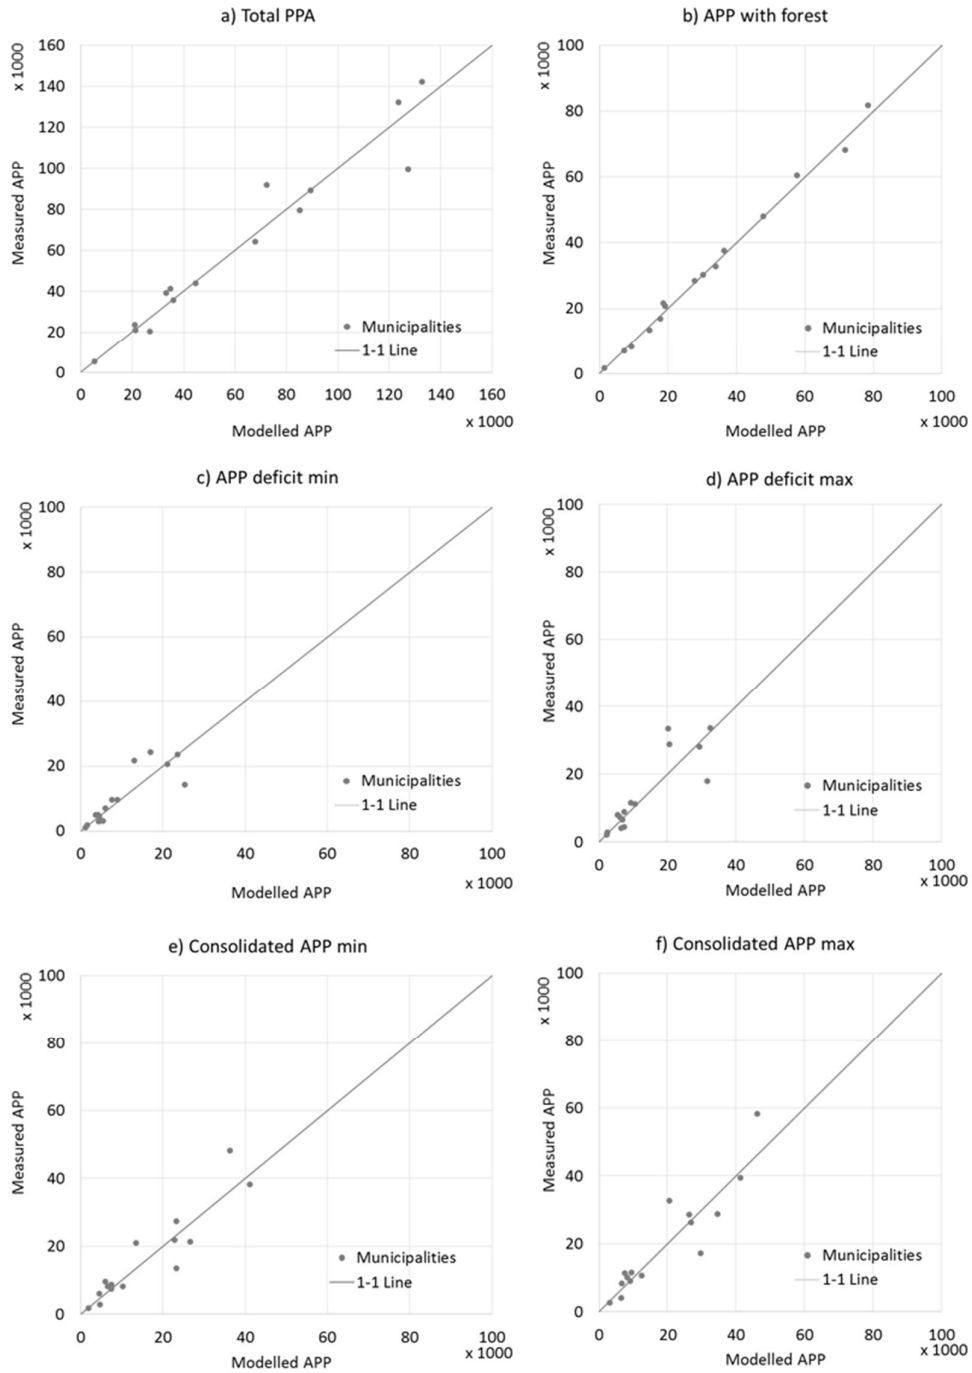 a) Total PPA
x 1000
160
140
120
100
80
60
40
20
0
Measured APP
0 20 40 60 80 100 120 140 160
x 1000
Modelled APP
Municipalities
1-1 Line
b) APP with forest
x 1000
100
80
60
40
20
0
Measured APP
0 20 40 60 80 100
x 1000
Modelled APP
Municipalities
1-1 Line
c) APP deficit min
x 1000
100
80
60
40
20
0
Measured APP
0 20 40 60 80 100
x 1000
Modelled APP
Municipalities
1-1 Line
d) APP deficit max
x 1000
100
80
60
40
20
0
Measured APP
0 20 40 60 80 100
x 1000
Modelled APP
Municipalities
1-1 Line
e) Consolidated APP min
x 1000
100
80
60
40
20
0
Measured APP
0 20 40 60 80 100
x 1000
Modelled APP
Municipalities
1-1 Line
f) Consolidated APP max
x 1000
100
80
60
40
20
0
Measured APP
0 20 40 60 80 100
x 1000
Modelled APP
Municipalities
1-1 Line